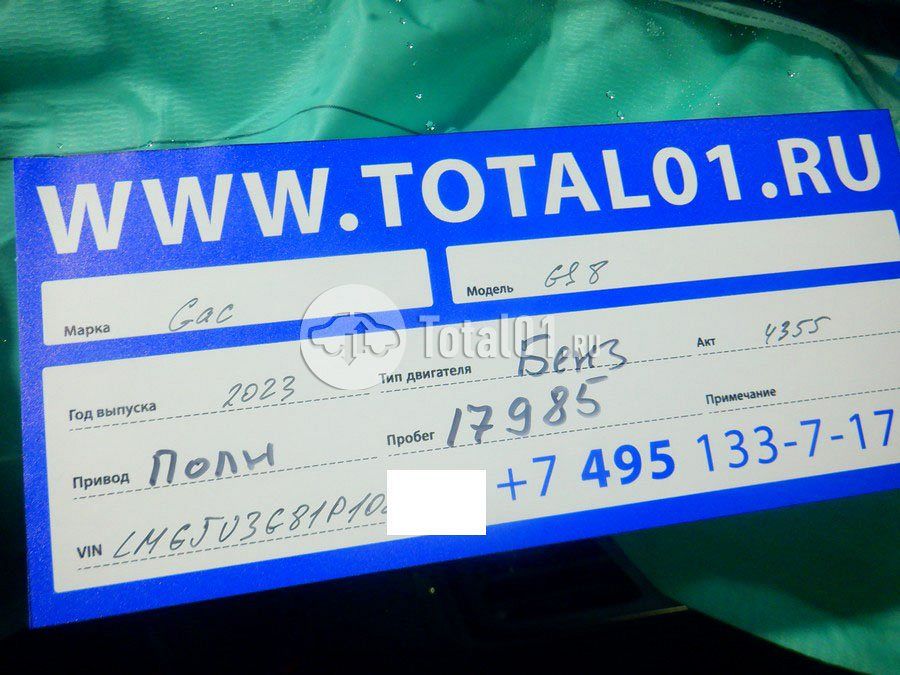 WWW.TOTAL01.RU
Марка Gac Модель GS8
Total01.RU
Год выпуска 2023 Тип двигателя Бенз Акт 4355
Привод Полн Пробег 17985 Примечание
+7 495 133-7-17
VIN LMG5U3G81P10